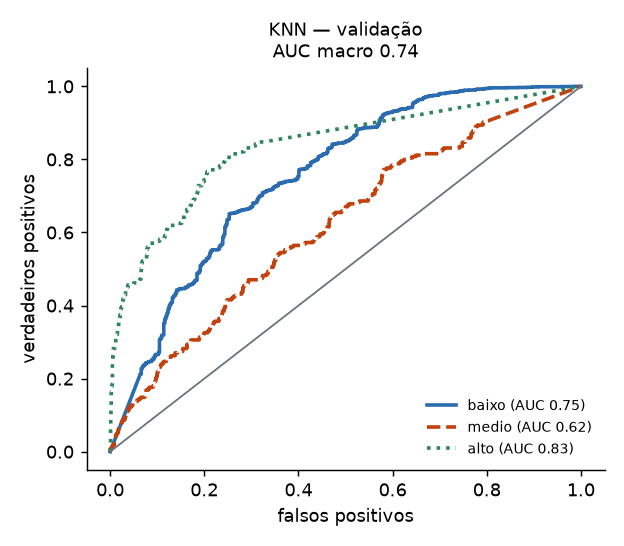 KNN — validação
AUC macro 0.74
verdadeiros positivos
1.0
0.8
0.6
0.4
0.2
0.0
baixo (AUC 0.75)
medio (AUC 0.62)
alto (AUC 0.83)
0.0 0.2 0.4 0.6 0.8 1.0
falsos positivos